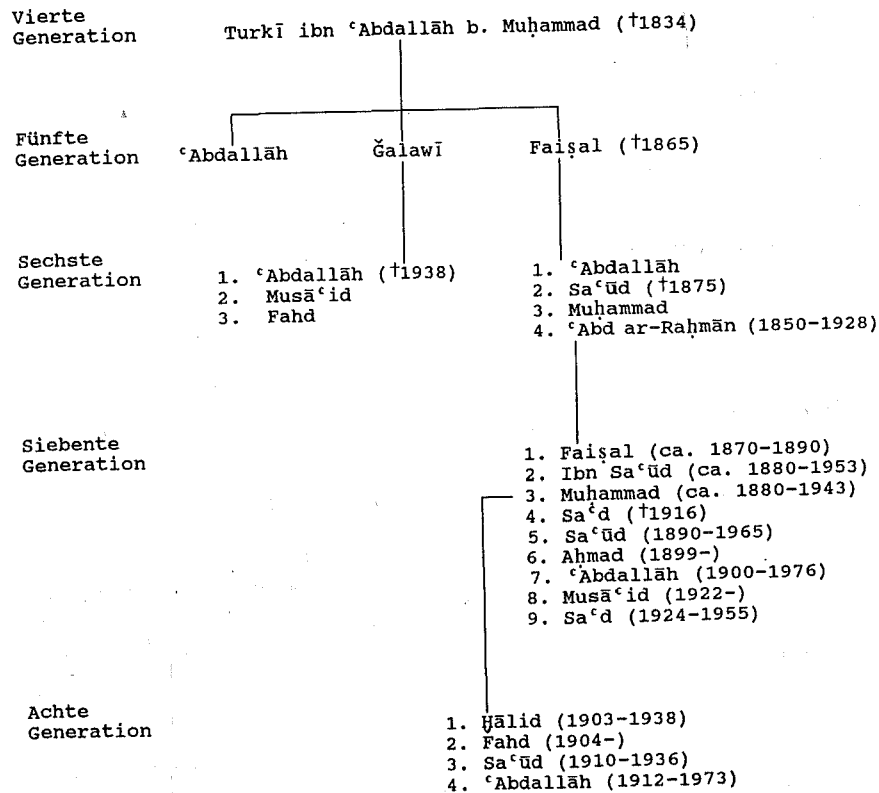 Vierte
Generation
Turkī ibn ʿAbdallāh b. Muḥammad (†1834)
Fünfte
Generation
ʿAbdallāh
Ǧalawī
Faiṣal (†1865)
Sechste
Generation
1. ʿAbdallāh (†1938)
2. Musāʿid
3. Fahd
1. ʿAbdallāh
2. Saʿūd (†1875)
3. Muḥammad
4. ʿAbd ar-Raḥmān (1850-1928)
Siebente
Generation
1. Faiṣal (ca. 1870-1890)
2. Ibn Saʿūd (ca. 1880-1953)
3. Muḥammad (ca. 1880-1943)
4. Saʿd (†1916)
5. Saʿūd (1890-1965)
6. Aḥmad (1899-)
7. ʿAbdallāh (1900-1976)
8. Musāʿid (1922-)
9. Saʿd (1924-1955)
Achte
Generation
1. Ḫālid (1903-1938)
2. Fahd (1904-)
3. Saʿūd (1910-1936)
4. ʿAbdallāh (1912-1973)